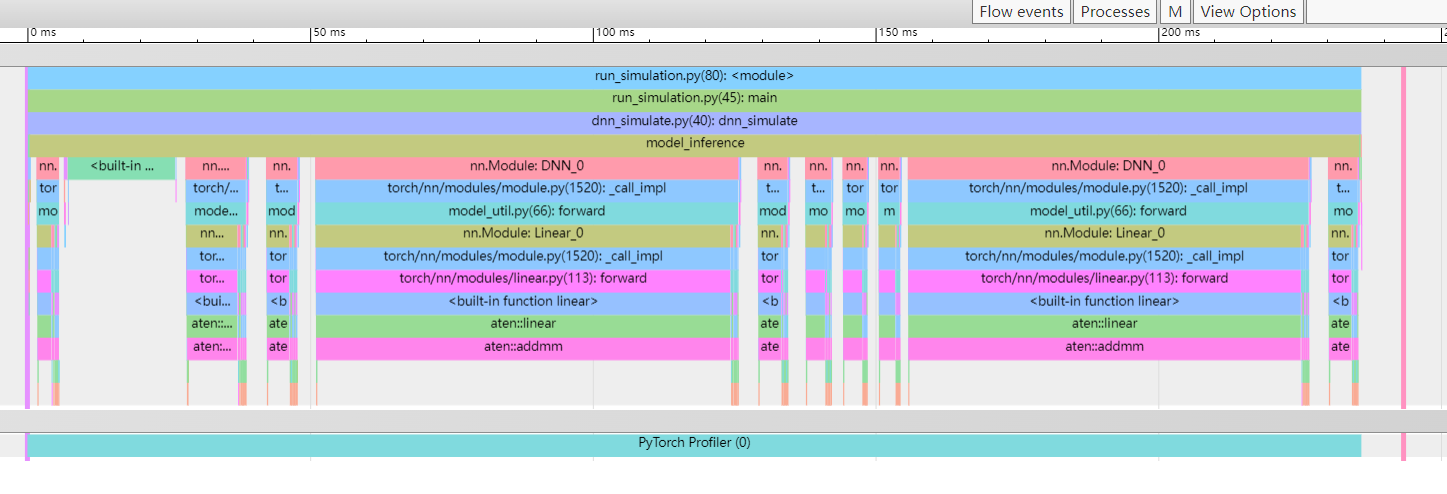 Flow events Processes M View Options
0 ms 50 ms 100 ms 150 ms 200 ms
run_simulation.py(80): <module>
run_simulation.py(45): main
dnn_simulate.py(40): dnn_simulate
model_inference
nn. <built-in ... nn.... nn. nn.Module: DNN_0 nn. nn. nn. nn. nn.Module: DNN_0 nn.
tor torch/... t... torch/nn/modules/module.py(1520): _call_impl t... t... tor tor torch/nn/modules/module.py(1520): _call_impl t...
mo mode... mod model_util.py(66): forward mod mo mo m model_util.py(66): forward mo
nn... nn. nn.Module: Linear_0 nn. nn.Module: Linear_0 nn.
tor... tor torch/nn/modules/module.py(1520): _call_impl tor torch/nn/modules/module.py(1520): _call_impl tor
tor... tor torch/nn/modules/linear.py(113): forward tor torch/nn/modules/linear.py(113): forward tor
<bui... <b <built-in function linear> <b <built-in function linear> <b
aten::... ate aten::linear ate aten::linear ate
aten:... ate aten::addmm ate aten::addmm ate
PyTorch Profiler (0)